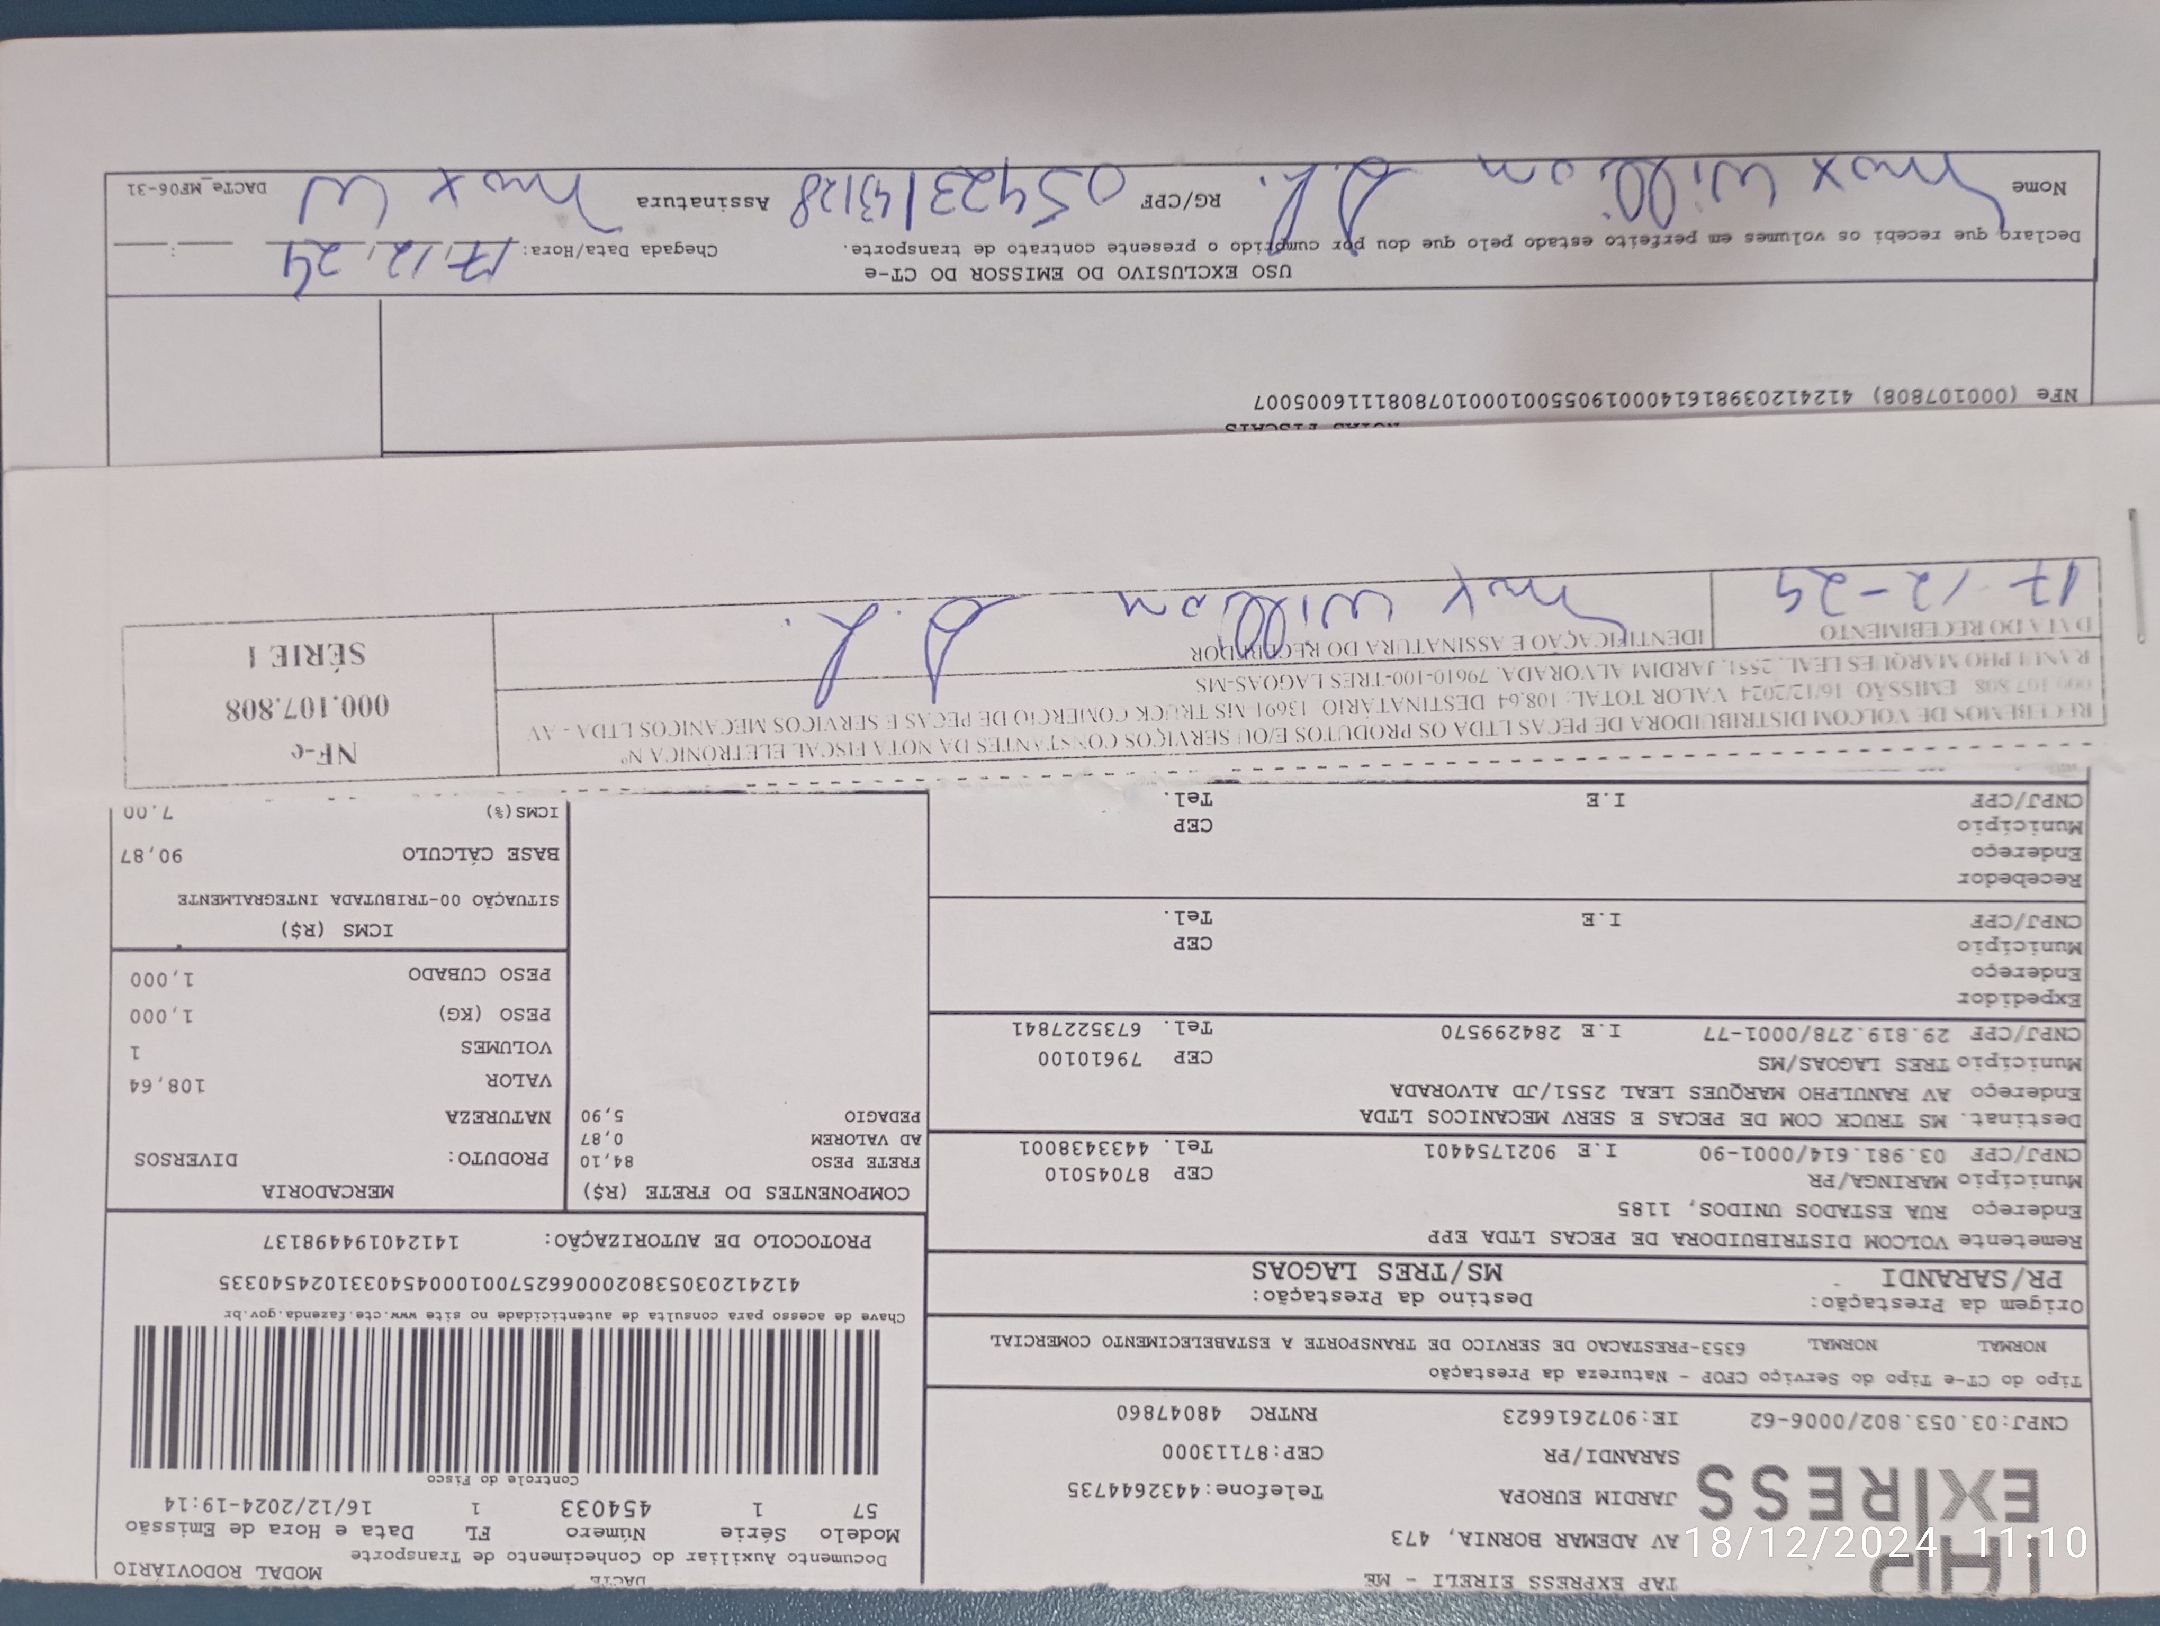 TAP
EXPRESS
TAP EXPRESS EIRELI - ME
AV ADEMAR BORNIA, 473
JARDIM EUROPA Telefone:4432644735
SARANDI/PR CEP:87113000
CNPJ:03.053.802/0006-62 IE:9072616623 RNTRC 48047860
DACTE
Documento Auxiliar do Conhecimento de Transporte
MODAL RODOVIÁRIO
Modelo Série Número FL Data e Hora de Emissão
57 1 454033 1 16/12/2024-19:14
Controle do Fisco
Chave de acesso para consulta de autenticidade no site www.cte.fazenda.gov.br
41241203053802000662570010004540331024540335
PROTOCOLO DE AUTORIZAÇÃO: 141240194498137
Tipo do CT-e Tipo do Serviço CFOP - Natureza da Prestação
NORMAL NORMAL 6353-PRESTACAO DE SERVICO DE TRANSPORTE A ESTABELECIMENTO COMERCIAL
Origem da Prestação: Destino da Prestação:
PR/SARANDI MS/TRES LAGOAS
Remetente VOLCOM DISTRIBUIDORA DE PECAS LTDA EPP
Endereço RUA ESTADOS UNIDOS, 1185
Município MARINGA/PR CEP 87045010
CNPJ/CPF 03.981.614/0001-90 I.E 9021754401 Tel. 4433438001
Destinat. MS TRUCK COM DE PECAS E SERV MECANICOS LTDA
Endereço AV RANULPHO MARQUES LEAL 2551/JD ALVORADA
Município TRES LAGOAS/MS CEP 79610100
CNPJ/CPF 29.819.278/0001-77 I.E 284299570 Tel. 6735227841
Expedidor
Endereço
Município CEP
CNPJ/CPF I.E Tel.
Recebedor
Endereço
Município CEP
CNPJ/CPF I.E Tel.
COMPONENTES DO FRETE (R$)
FRETE PESO 84,10
AD VALOREM 0,87
PEDAGIO 5,90
MERCADORIA
PRODUTO: DIVERSOS
NATUREZA
VALOR 108,64
VOLUMES 1
PESO (KG) 1,000
PESO CUBADO 1,000
ICMS (R$)
SITUAÇÃO 00-TRIBUTADA INTEGRALMENTE
BASE CÁLCULO 90,87
ICMS(%) 7.00
RECEBEMOS DE VOLCOM DISTRIBUIDORA DE PECAS LTDA OS PRODUTOS E/OU SERVIÇOS CONSTANTES DA NOTA FISCAL ELETRÔNICA Nº
000.107.808 EMISSÃO 16/12/2024 VALOR TOTAL: 108,64 DESTINATÁRIO 13691-MS TRUCK COMERCIO DE PECAS E SERVICOS MECANICOS LTDA - AV
RANULPHO MARQUES LEAL, 2551, JARDIM ALVORADA, 79610-100-TRES LAGOAS-MS
DATA DO RECEBIMENTO IDENTIFICAÇÃO E ASSINATURA DO RECEBEDOR
17-12-24 max William D. L.
NF-e
000.107.808
SÉRIE 1
NOTAS FISCAIS
NFe (000107808) 41241203981614000190550010001078081116005007
USO EXCLUSIVO DO EMISSOR DO CT-e
Declaro que recebi os volumes em perfeito estado pelo que dou por cumprido o presente contrato de transporte. Chegada Data/Hora: 17,12,24 :
Nome max William D.L. RG/CPF 05423143128 Assinatura max W
DACTe_MF06-31
18/12/2024 11:10